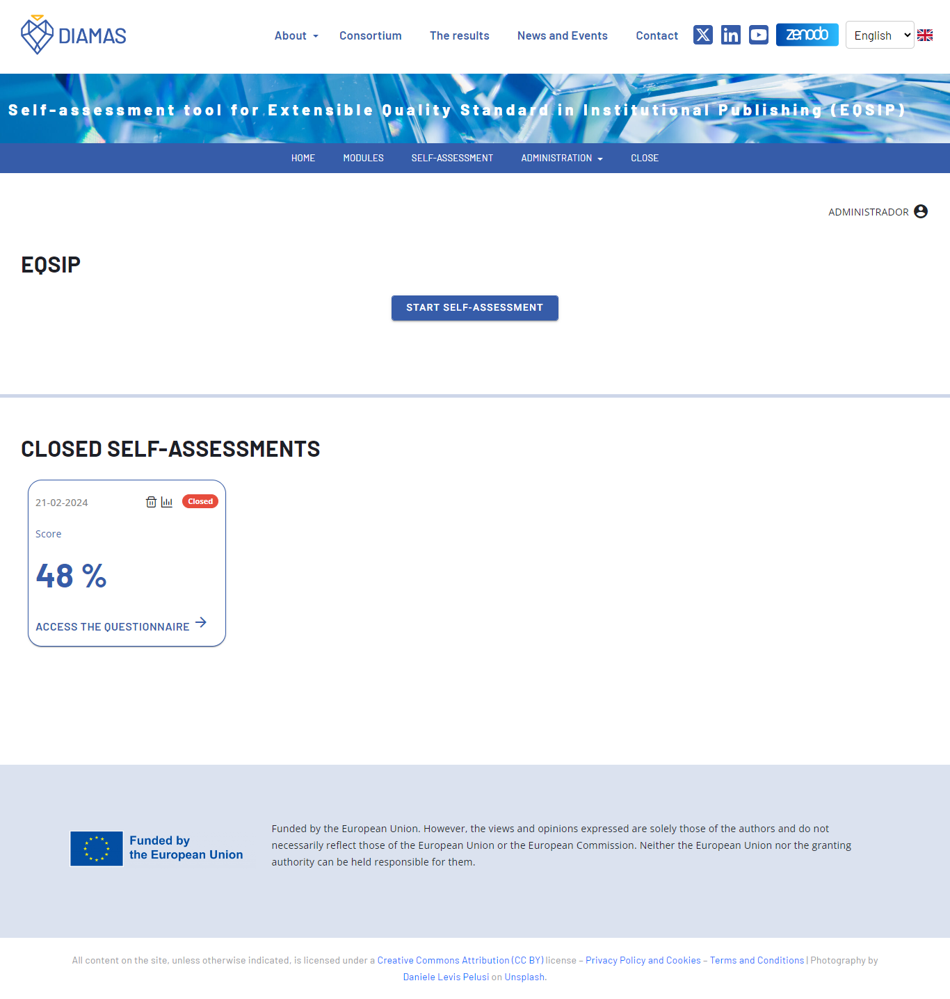 DIAMAS
About
Consortium
The results
News and Events
Contact
zenodo
English
Self-assessment tool for Extensible Quality Standard in Institutional Publishing (EQSIP)
HOME
MODULES
SELF-ASSESSMENT
ADMINISTRATION
CLOSE
ADMINISTRADOR
EQSIP
START SELF-ASSESSMENT
CLOSED SELF-ASSESSMENTS
21-02-2024
Closed
Score
48 %
ACCESS THE QUESTIONNAIRE
Funded by
the European Union
Funded by the European Union. However, the views and opinions expressed are solely those of the authors and do not
necessarily reflect those of the European Union or the European Commission. Neither the European Union nor the granting
authority can be held responsible for them.
All content on the site, unless otherwise indicated, is licensed under a Creative Commons Attribution (CC BY) license – Privacy Policy and Cookies – Terms and Conditions | Photography by
Daniele Levis Pelusi on Unsplash.